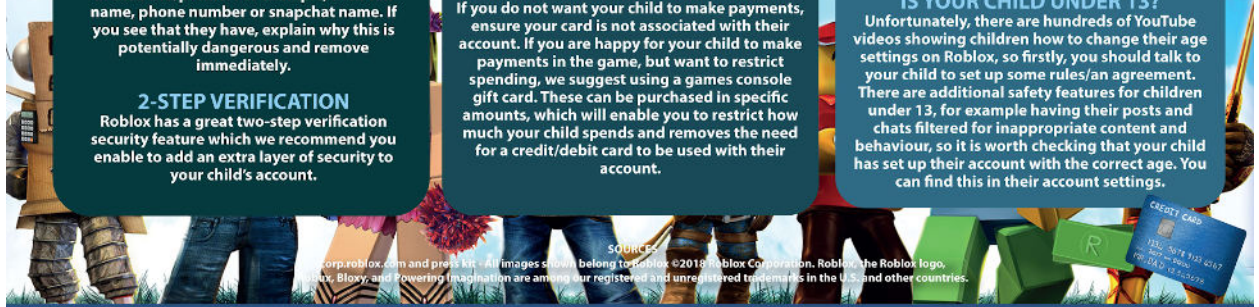 name, phone number or snapchat name. If
you see that they have, explain why this is
potentially dangerous and remove
immediately.
2-STEP VERIFICATION
Roblox has a great two-step verification
security feature which we recommend you
enable to add an extra layer of security to
your child's account.
If you do not want your child to make payments,
ensure your card is not associated with their
account. If you are happy for your child to make
payments in the game, but want to restrict
spending, we suggest using a games console
gift card. These can be purchased in specific
amounts, which will enable you to restrict how
much your child spends and removes the need
for a credit/debit card to be used with their
account.
IS YOUR CHILD UNDER 13?
Unfortunately, there are hundreds of YouTube
videos showing children how to change their age
settings on Roblox, so firstly, you should talk to
your child to set up some rules/an agreement.
There are additional safety features for children
under 13, for example having their posts and
chats filtered for inappropriate content and
behaviour, so it is worth checking that your child
has set up their account with the correct age. You
can find this in their account settings.
CREDIT CARD
R
SOURCES
corp.roblox.com and press kit - All images shown belong to Roblox ©2018 Roblox Corporation. Roblox, the Roblox logo,
Bloxy, and Powering Imagination are among our registered and unregistered trademarks in the U.S. and other countries.